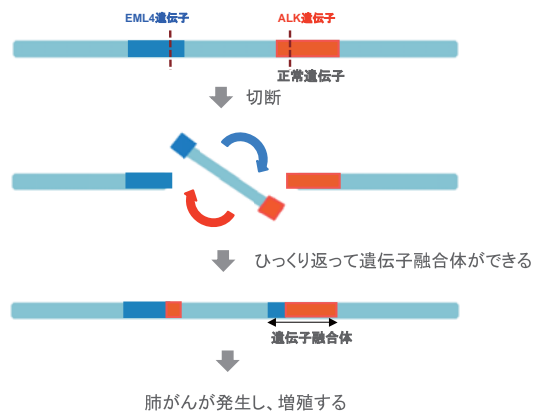 EML4遺伝子
ALK遺伝子
正常遺伝子
切断
ひっくり返って遺伝子融合体ができる
遺伝子融合体
肺がんが発生し、増殖する